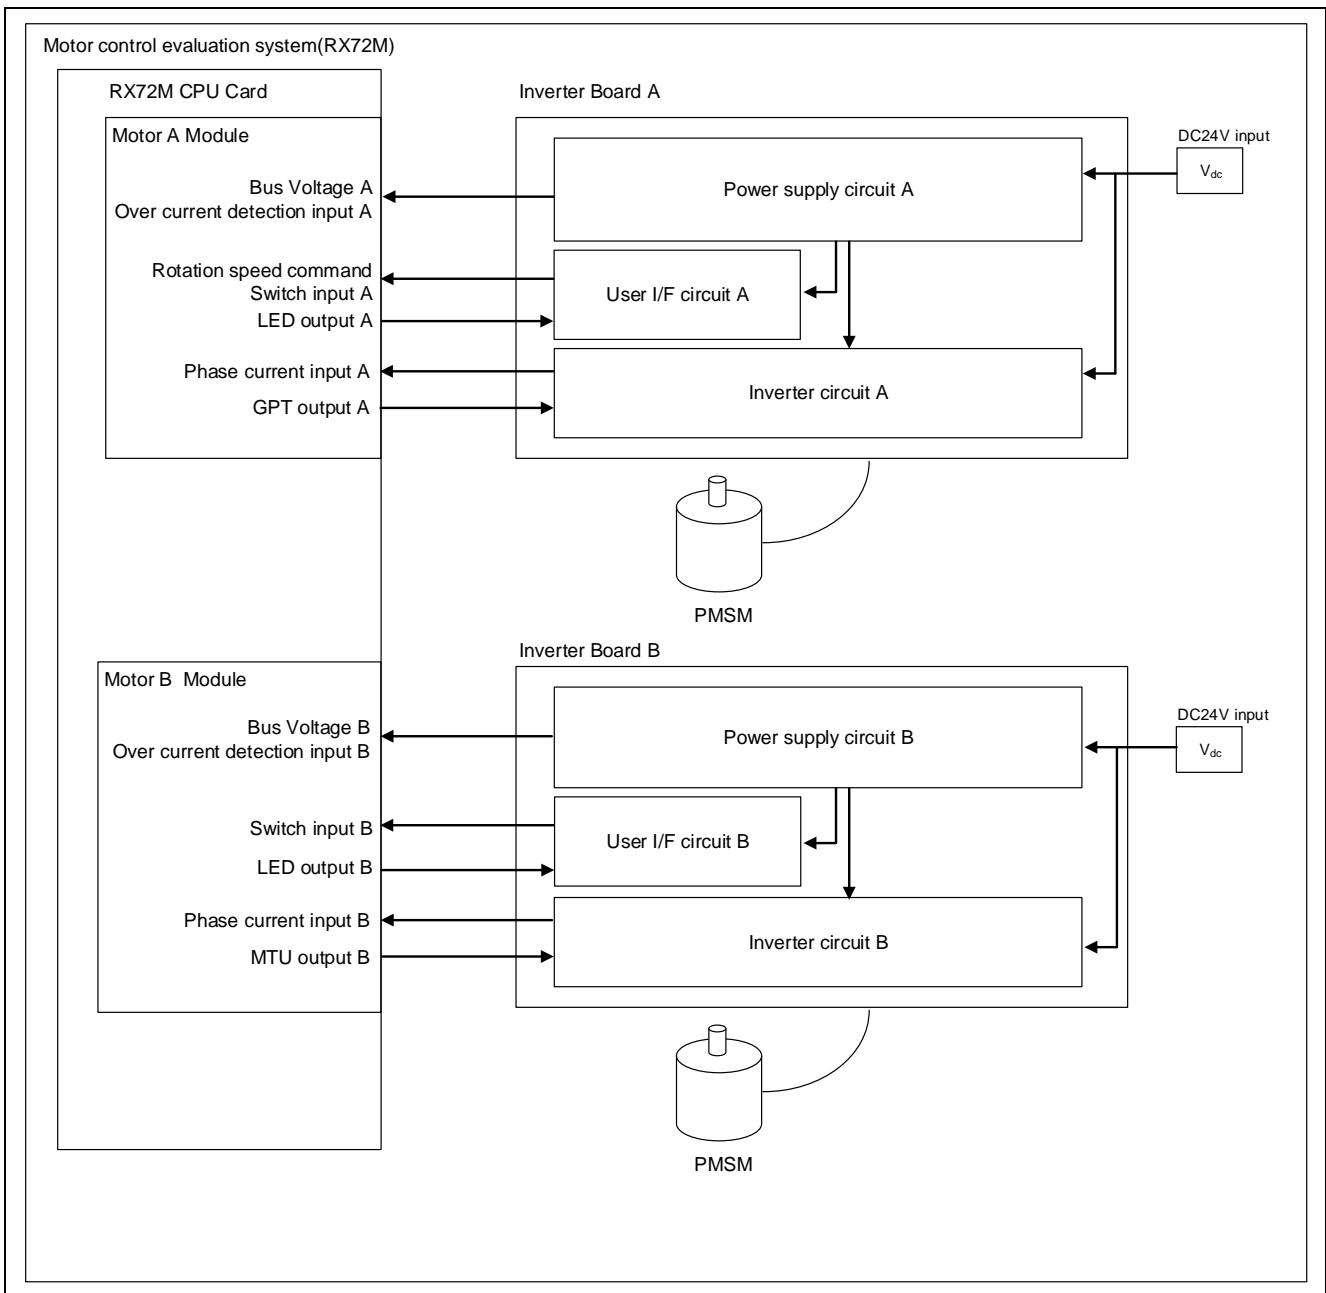 Motor control evaluation system(RX72M)
RX72M CPU Card
Inverter Board A
Motor A Module
DC24V input
Vdc
Power supply circuit A
Bus Voltage A
Over current detection input A
Rotation speed command
Switch input A
LED output A
User I/F circuit A
Phase current input A
GPT output A
Inverter circuit A
PMSM
Inverter Board B
Motor B  Module
DC24V input
Vdc
Power supply circuit B
Bus Voltage B
Over current detection input B
Switch input B
LED output B
User I/F circuit B
Phase current input B
MTU output B
Inverter circuit B
PMSM